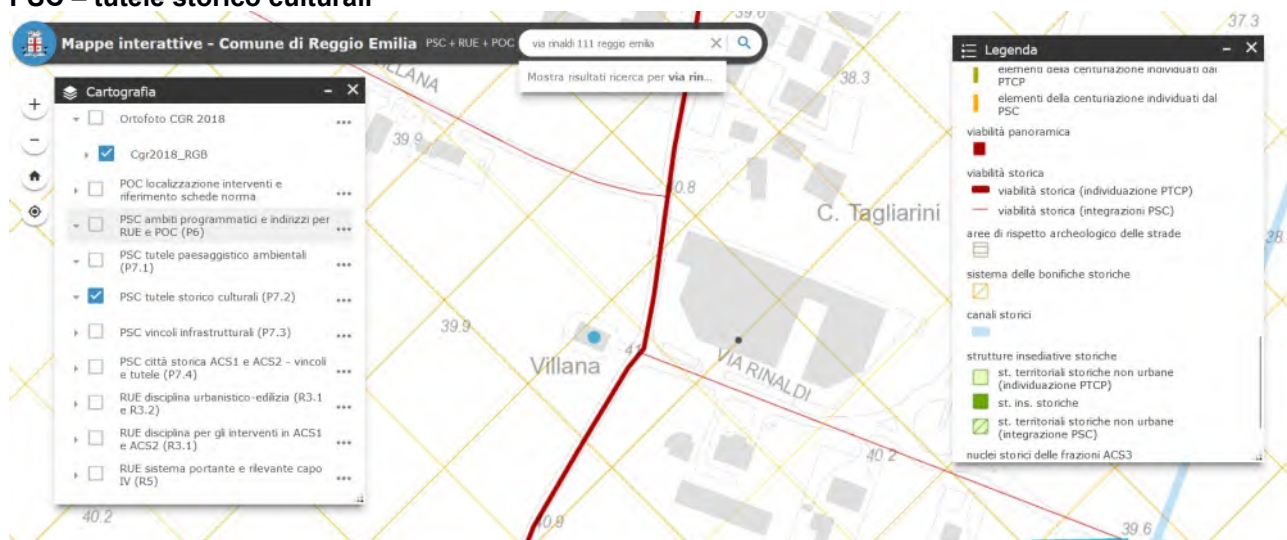 PSC – tutele storico culturali
Mappe interattive - Comune di Reggio Emilia PSC + RUE + POC
via rinaldi 111 reggio emilia
Mostra risultati ricerca per via rin...
Cartografia
Ortofoto CGR 2018
Cgr2018_RGB
POC localizzazione interventi e
riferimento schede norma
PSC ambiti programmatici e indirizzi per
RUE e POC (P6)
PSC tutele paesaggistico ambientali
(P7.1)
PSC tutele storico culturali (P7.2)
PSC vincoli infrastrutturali (P7.3)
PSC città storica ACS1 e ACS2 - vincoli
e tutele (P7.4)
RUE disciplina urbanistico-edilizia (R3.1
e R3.2)
RUE disciplina per gli interventi in ACS1
e ACS2 (R3.1)
RUE sistema portante e rilevante capo
IV (R5)
39.6
37.3
38.3
LLANA
39.9
40.8
C. Tagliarini
38
39.9
Villana
41
VIA RINALDI
40.2
40.2
40.9
39.6
Legenda
elementi della centuriazione individuati dal
PTCP
elementi della centuriazione individuati dal
PSC
viabilità panoramica
viabilità storica
viabilità storica (individuazione PTCP)
viabilità storica (integrazioni PSC)
aree di rispetto archeologico delle strade
sistema delle bonifiche storiche
canali storici
strutture insediative storiche
st. territoriali storiche non urbane
(individuazione PTCP)
st. ins. storiche
st. territoriali storiche non urbane
(integrazione PSC)
nuclei storici delle frazioni ACS3